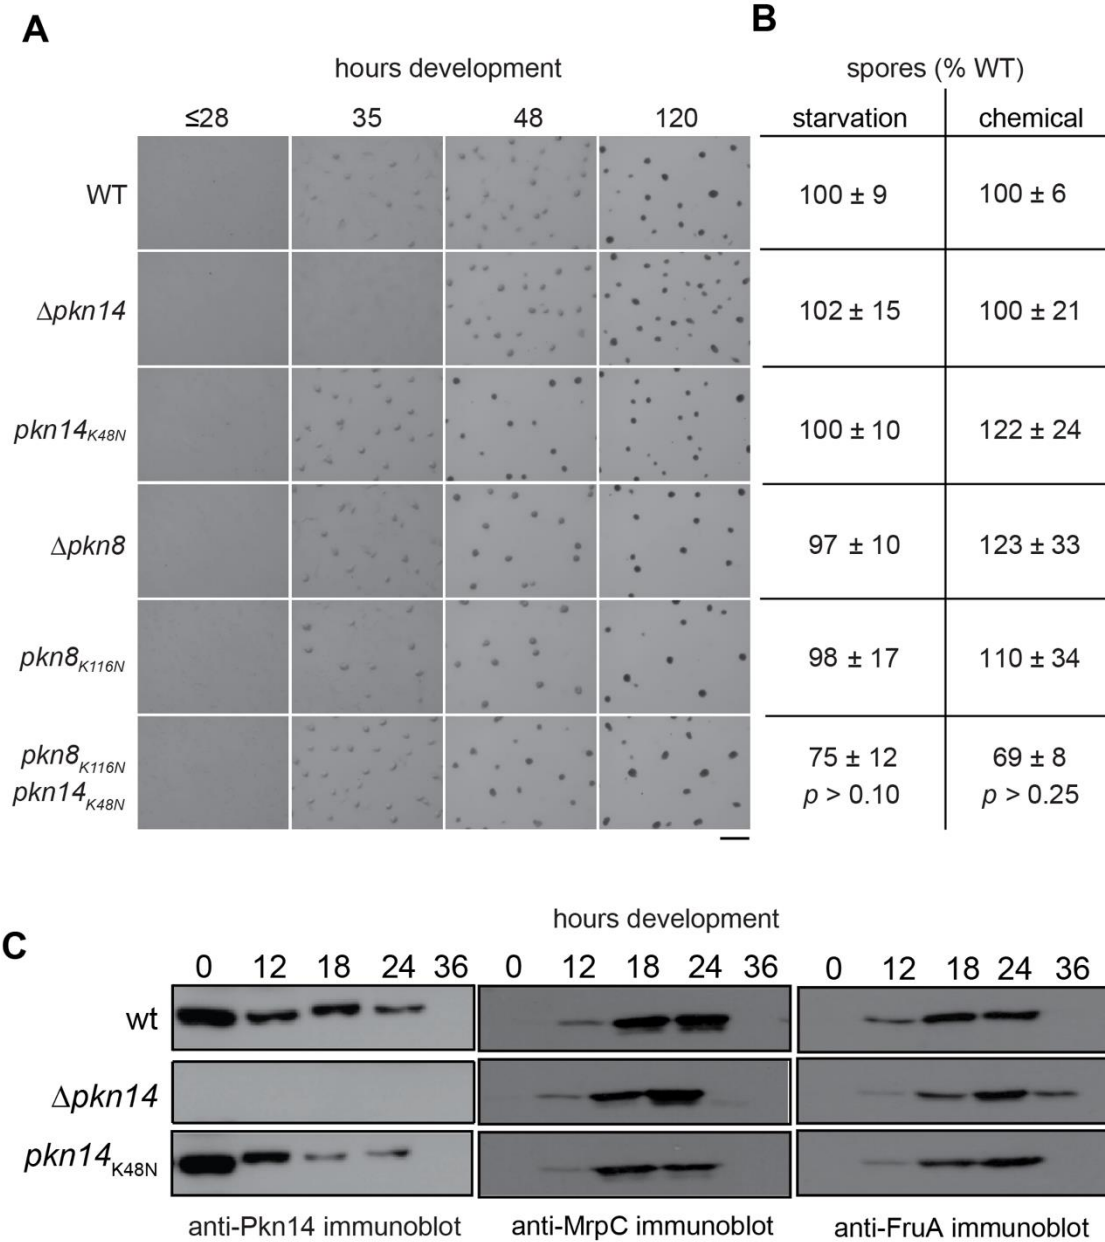 A
B
hours development
spores (% WT)
≤28 35 48 120
starvation chemical
WT
100 ± 9 100 ± 6
Δpkn14
102 ± 15 100 ± 21
pkn14K48N
100 ± 10 122 ± 24
Δpkn8
97 ± 10 123 ± 33
pkn8K116N
98 ± 17 110 ± 34
pkn8K116N
pkn14K48N
75 ± 12 69 ± 8
p > 0.10 p > 0.25
C
hours development
0 12 18 24 36 0 12 18 24 36 0 12 18 24 36
wt
Δpkn14
pkn14K48N
anti-Pkn14 immunoblot anti-MrpC immunoblot anti-FruA immunoblot